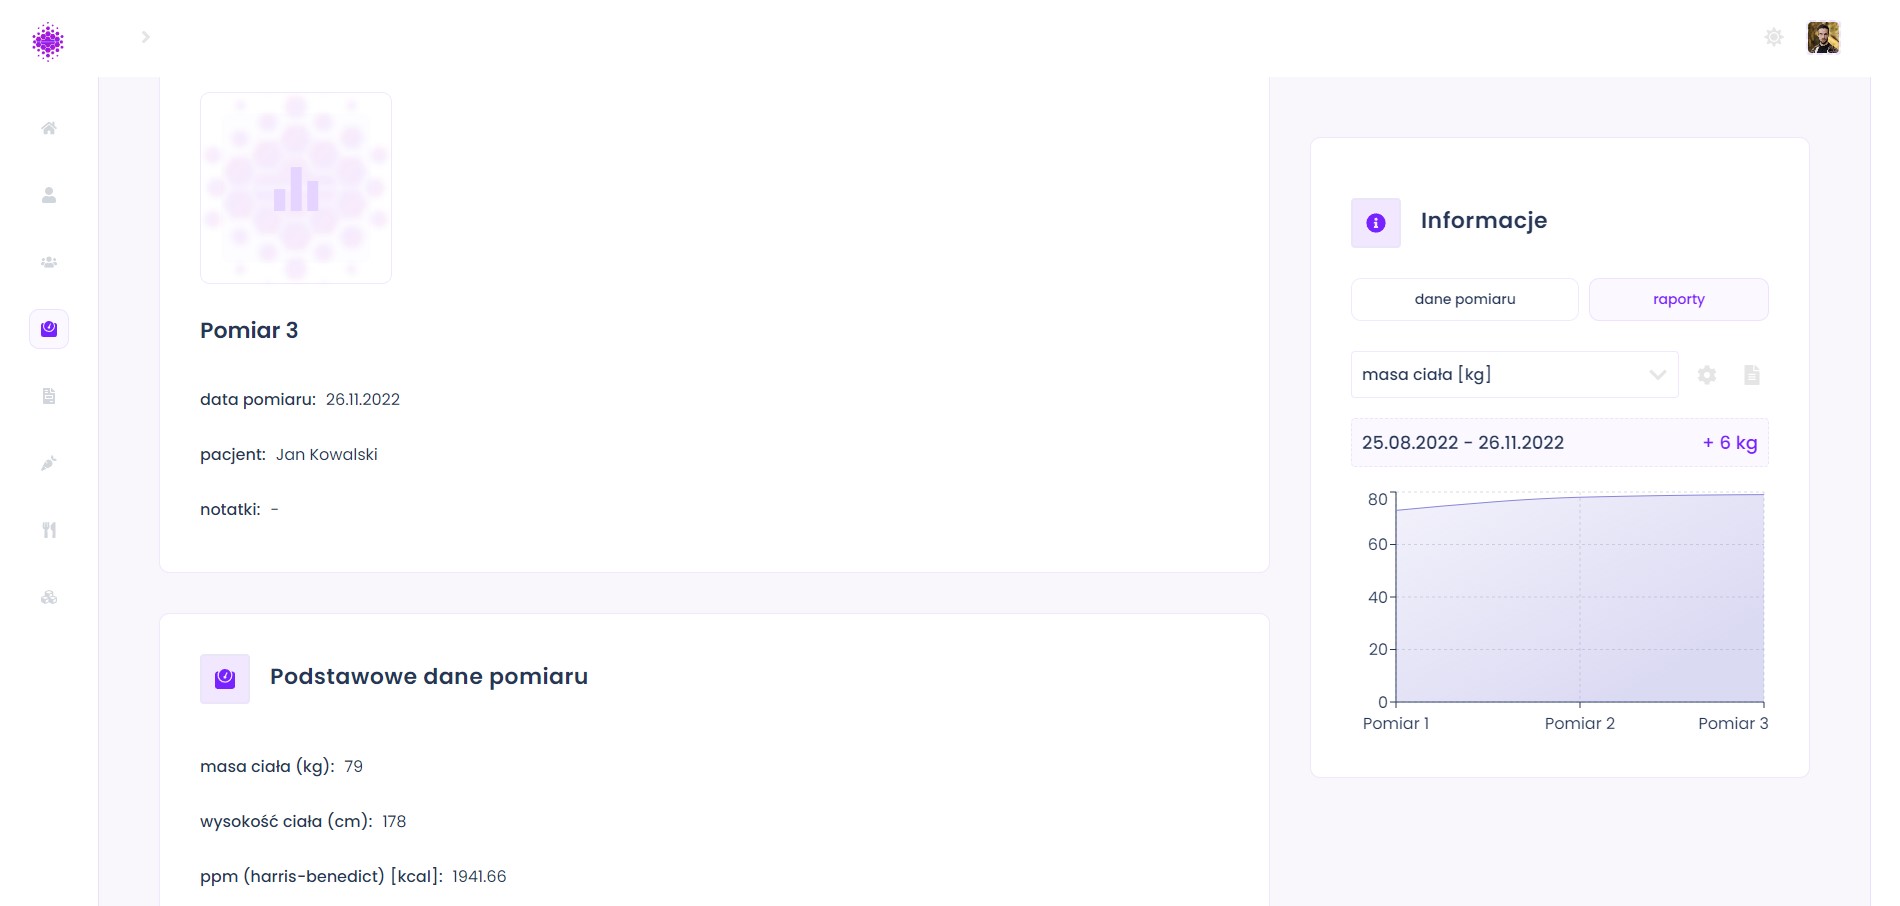 Pomiar 3
data pomiaru: 26.11.2022
pacjent: Jan Kowalski
notatki: -
Podstawowe dane pomiaru
masa ciała (kg): 79
wysokość ciała (cm): 178
ppm (harris-benedict) [kcal]: 1941.66
Informacje
dane pomiaru raporty
masa ciała [kg]
25.08.2022 - 26.11.2022 + 6 kg
80
60
40
20
0
Pomiar 1 Pomiar 2 Pomiar 3